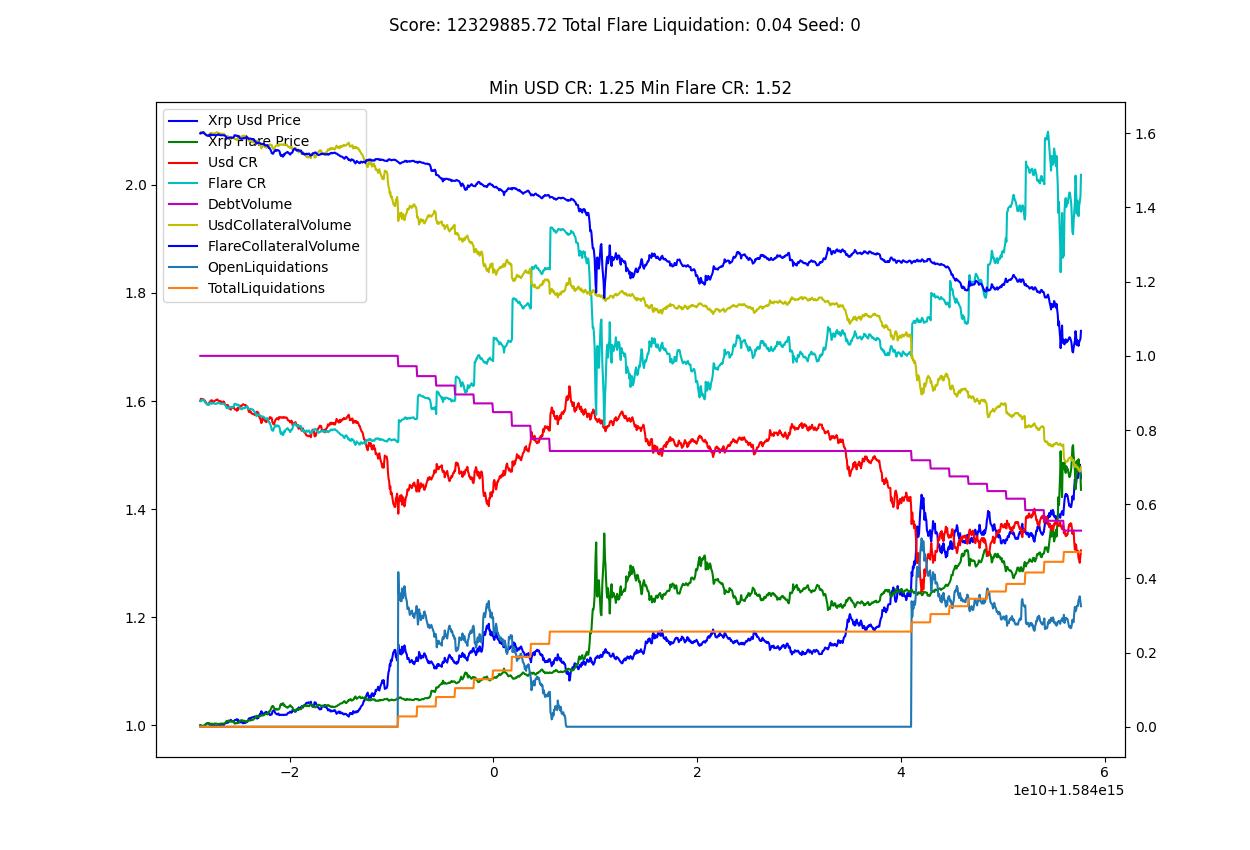 Score: 12329885.72 Total Flare Liquidation: 0.04 Seed: 0
Min USD CR: 1.25 Min Flare CR: 1.52
Xrp Usd Price
Xrp Flare Price
Usd CR
Flare CR
DebtVolume
UsdCollateralVolume
FlareCollateralVolume
OpenLiquidations
TotalLiquidations
2.0
1.8
1.6
1.4
1.2
1.0
1.6
1.4
1.2
1.0
0.8
0.6
0.4
0.2
0.0
−2 0 2 4 6
1e10+1.584e15